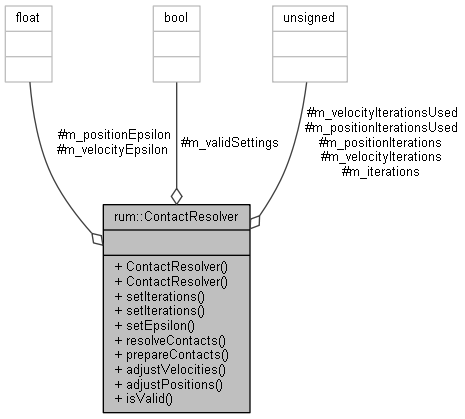 float
bool
unsigned
#m_positionEpsilon
#m_velocityEpsilon
#m_validSettings
#m_velocityIterationsUsed
#m_positionIterationsUsed
#m_positionIterations
#m_velocityIterations
#m_iterations
rum::ContactResolver
+ ContactResolver()
+ ContactResolver()
+ setIterations()
+ setIterations()
+ setEpsilon()
+ resolveContacts()
+ prepareContacts()
+ adjustVelocities()
+ adjustPositions()
+ isValid()